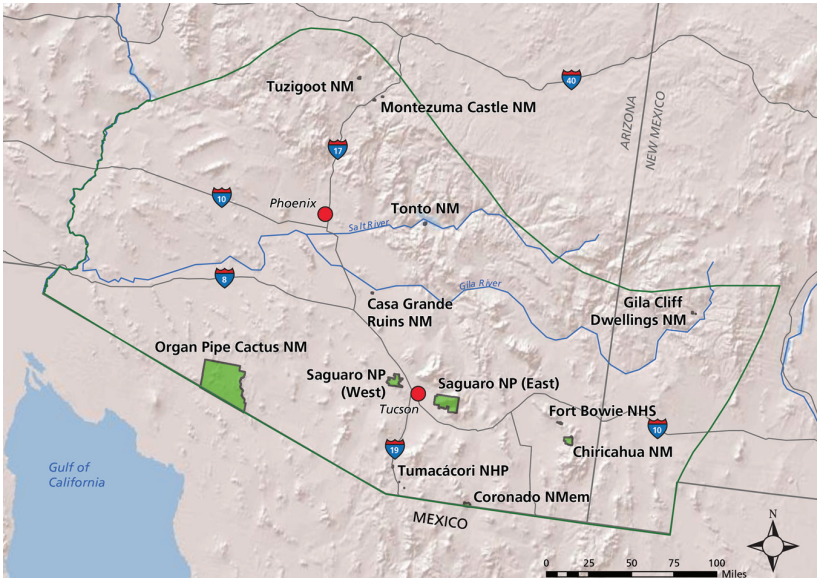 40
Tuzigoot NM
Montezuma Castle NM
ARIZONA
NEW MEXICO
17
10
Phoenix
Tonto NM
Salt River
8
Gila River
Casa Grande
Ruins NM
Gila Cliff
Dwellings NM
Organ Pipe Cactus NM
Saguaro NP
(West)
Saguaro NP (East)
Tucson
Fort Bowie NHS
10
Chiricahua NM
19
Gulf of
California
Tumacácori NHP
Coronado NMem
MEXICO
N
0 25 50 75 100
Miles